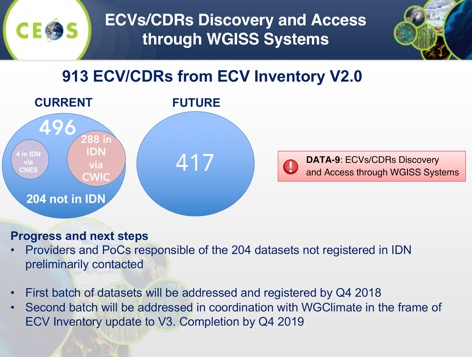 CEOS
ECVs/CDRs Discovery and Access
through WGISS Systems
913 ECV/CDRs from ECV Inventory V2.0
CURRENT
FUTURE
496
4 in IDN
via
CNES
288 in
IDN
via
CWIC
204 not in IDN
417
DATA-9: ECVs/CDRs Discovery
and Access through WGISS Systems
Progress and next steps
• Providers and PoCs responsible of the 204 datasets not registered in IDN
preliminarily contacted
• First batch of datasets will be addressed and registered by Q4 2018
• Second batch will be addressed in coordination with WGClimate in the frame of
ECV Inventory update to V3. Completion by Q4 2019